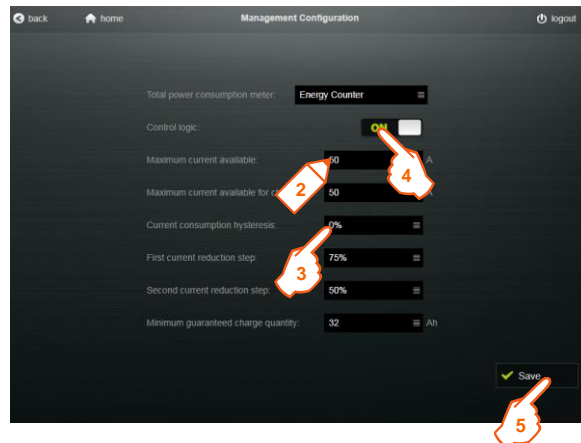 back home Management Configuration logout
Total power consumption meter: Energy Counter
Control logic: ON
Maximum current available: 50 A
4
Maximum current available for 50
2
Current consumption hysteresis: 0%
First current reduction step: 75%
3
Second current reduction step: 50%
Minimum guaranteed charge quantity: 32 Ah
Save
5